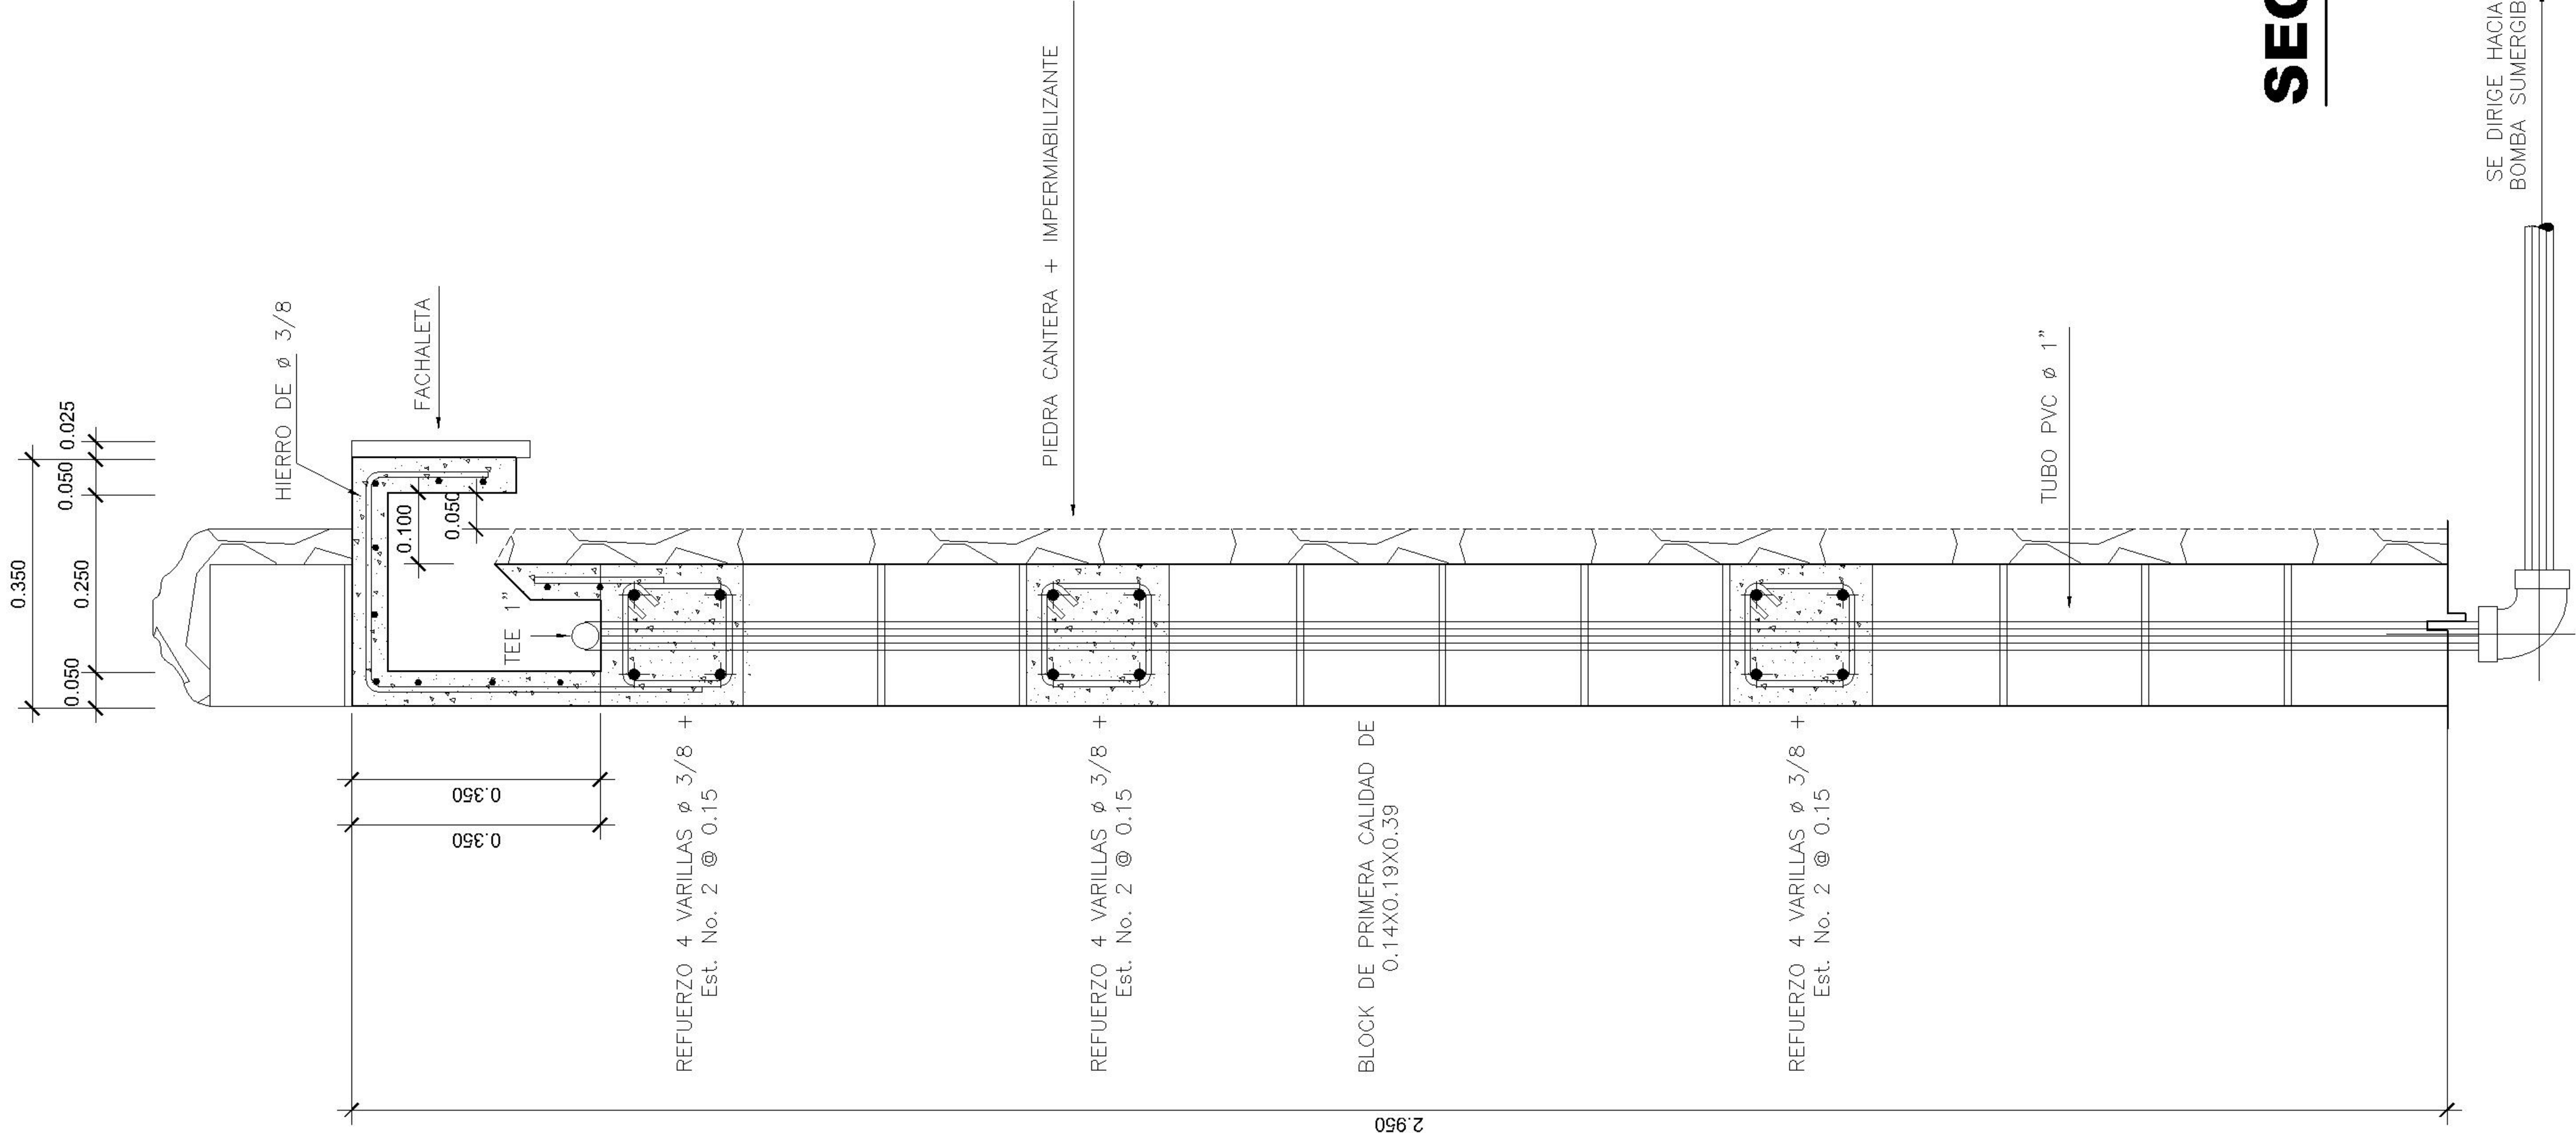 0.350
0.025
0.050
0.250
0.050
HIERRO DE ø 3/8
FACHALETA
0.100
0.050
TEE 1"
PIEDRA CANTERA + IMPERMIABILIZANTE
TUBO PVC ø 1"
SE DIRIGE HACIA
BOMBA SUMERGIB
0.350
0.350
REFUERZO 4 VARILLAS ø 3/8 +
Est. No. 2 @ 0.15
REFUERZO 4 VARILLAS ø 3/8 +
Est. No. 2 @ 0.15
BLOCK DE PRIMERA CALIDAD DE
0.14X0.19X0.39
REFUERZO 4 VARILLAS ø 3/8 +
Est. No. 2 @ 0.15
2.950